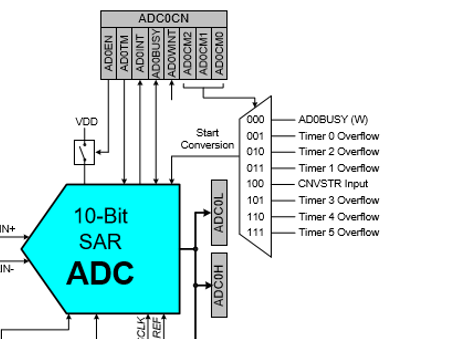 ADC0CN
AD0EN
AD0TM
AD0INT
AD0BUSY
AD0WINT
AD0CM2
AD0CM1
AD0CM0
VDD
Start
Conversion
000 AD0BUSY (W)
001 Timer 0 Overflow
010 Timer 2 Overflow
011 Timer 1 Overflow
100 CNVSTR Input
101 Timer 3 Overflow
110 Timer 4 Overflow
111 Timer 5 Overflow
10-Bit
SAR
ADC
ADC0L
ADC0H
IN+
IN-
CLK
REF